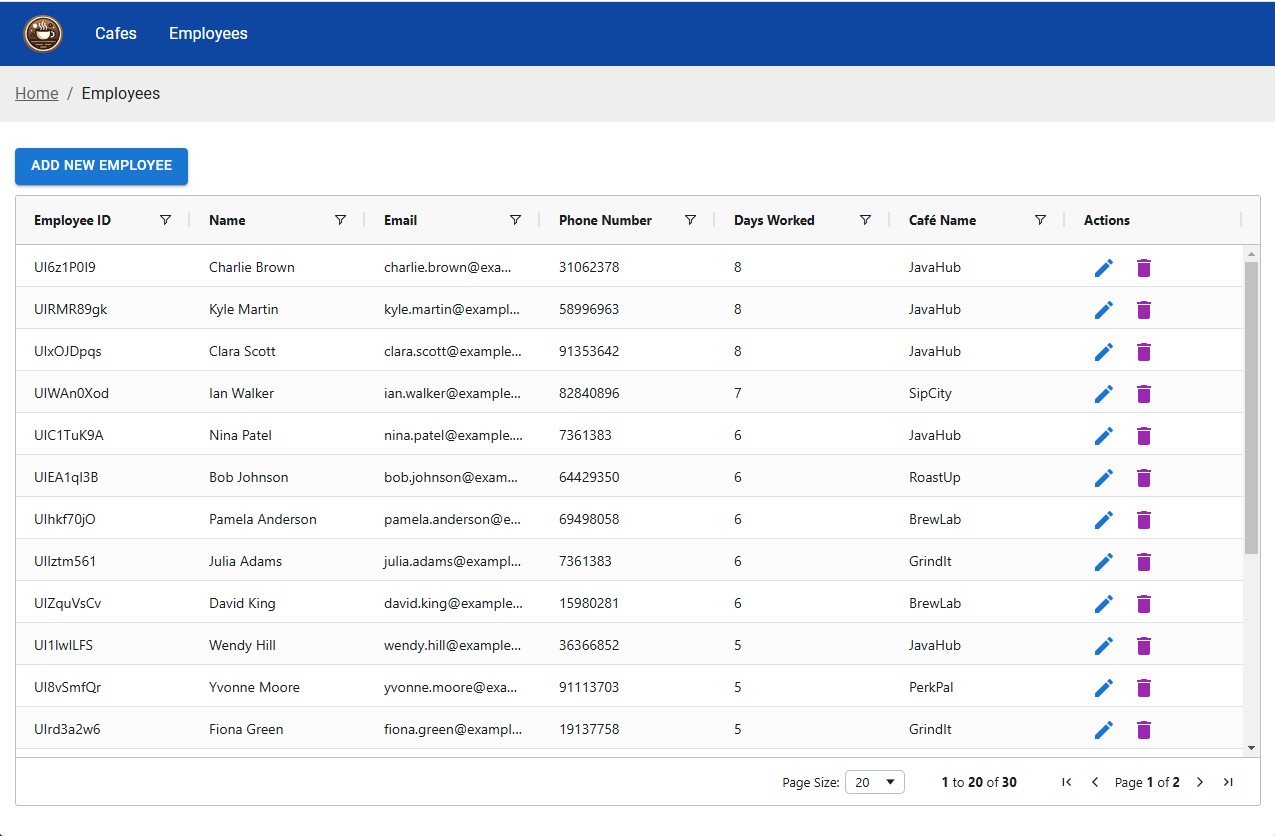 Cafes Employees
Home / Employees
ADD NEW EMPLOYEE
Employee ID Name Email Phone Number Days Worked Café Name Actions
UI6z1P0I9 Charlie Brown charlie.brown@exa... 31062378 8 JavaHub
UIRMR89gk Kyle Martin kyle.martin@exampl... 58996963 8 JavaHub
UIxOJDpqs Clara Scott clara.scott@example... 91353642 8 JavaHub
UIWAn0Xod Ian Walker ian.walker@example... 82840896 7 SipCity
UIC1TuK9A Nina Patel nina.patel@example.... 7361383 6 JavaHub
UIEA1qI3B Bob Johnson bob.johnson@exam... 64429350 6 RoastUp
UIhkf70jO Pamela Anderson pamela.anderson@e... 69498058 6 BrewLab
UIIztm561 Julia Adams julia.adams@exampl... 7361383 6 GrindIt
UIZquVsCv David King david.king@example... 15980281 6 BrewLab
UI1IwILFS Wendy Hill wendy.hill@example... 36366852 5 JavaHub
UI8vSmfQr Yvonne Moore yvonne.moore@exa... 91113703 5 PerkPal
UIrd3a2w6 Fiona Green fiona.green@exampl... 19137758 5 GrindIt
Page Size: 20 1 to 20 of 30 Page 1 of 2